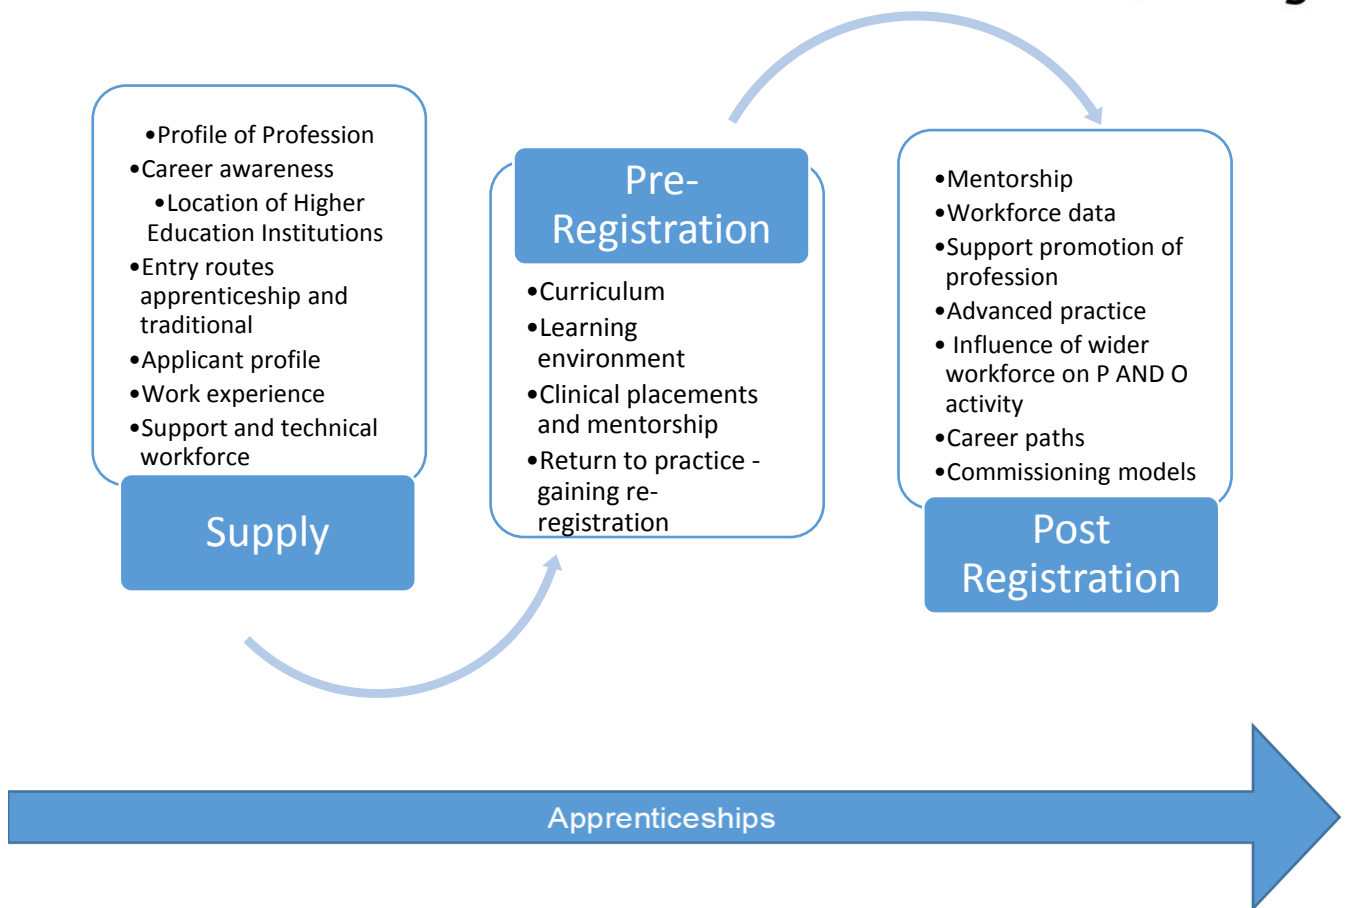 •Profile of Profession
•Career awareness
•Location of Higher
Education Institutions
•Entry routes
apprenticeship and
traditional
•Applicant profile
•Work experience
•Support and technical
workforce
Supply
Pre-
Registration
•Curriculum
•Learning
environment
•Clinical placements
and mentorship
•Return to practice -
gaining re-
registration
•Mentorship
•Workforce data
•Support promotion of
profession
•Advanced practice
• Influence of wider
workforce on P AND O
activity
•Career paths
•Commissioning models
Post
Registration
Apprenticeships